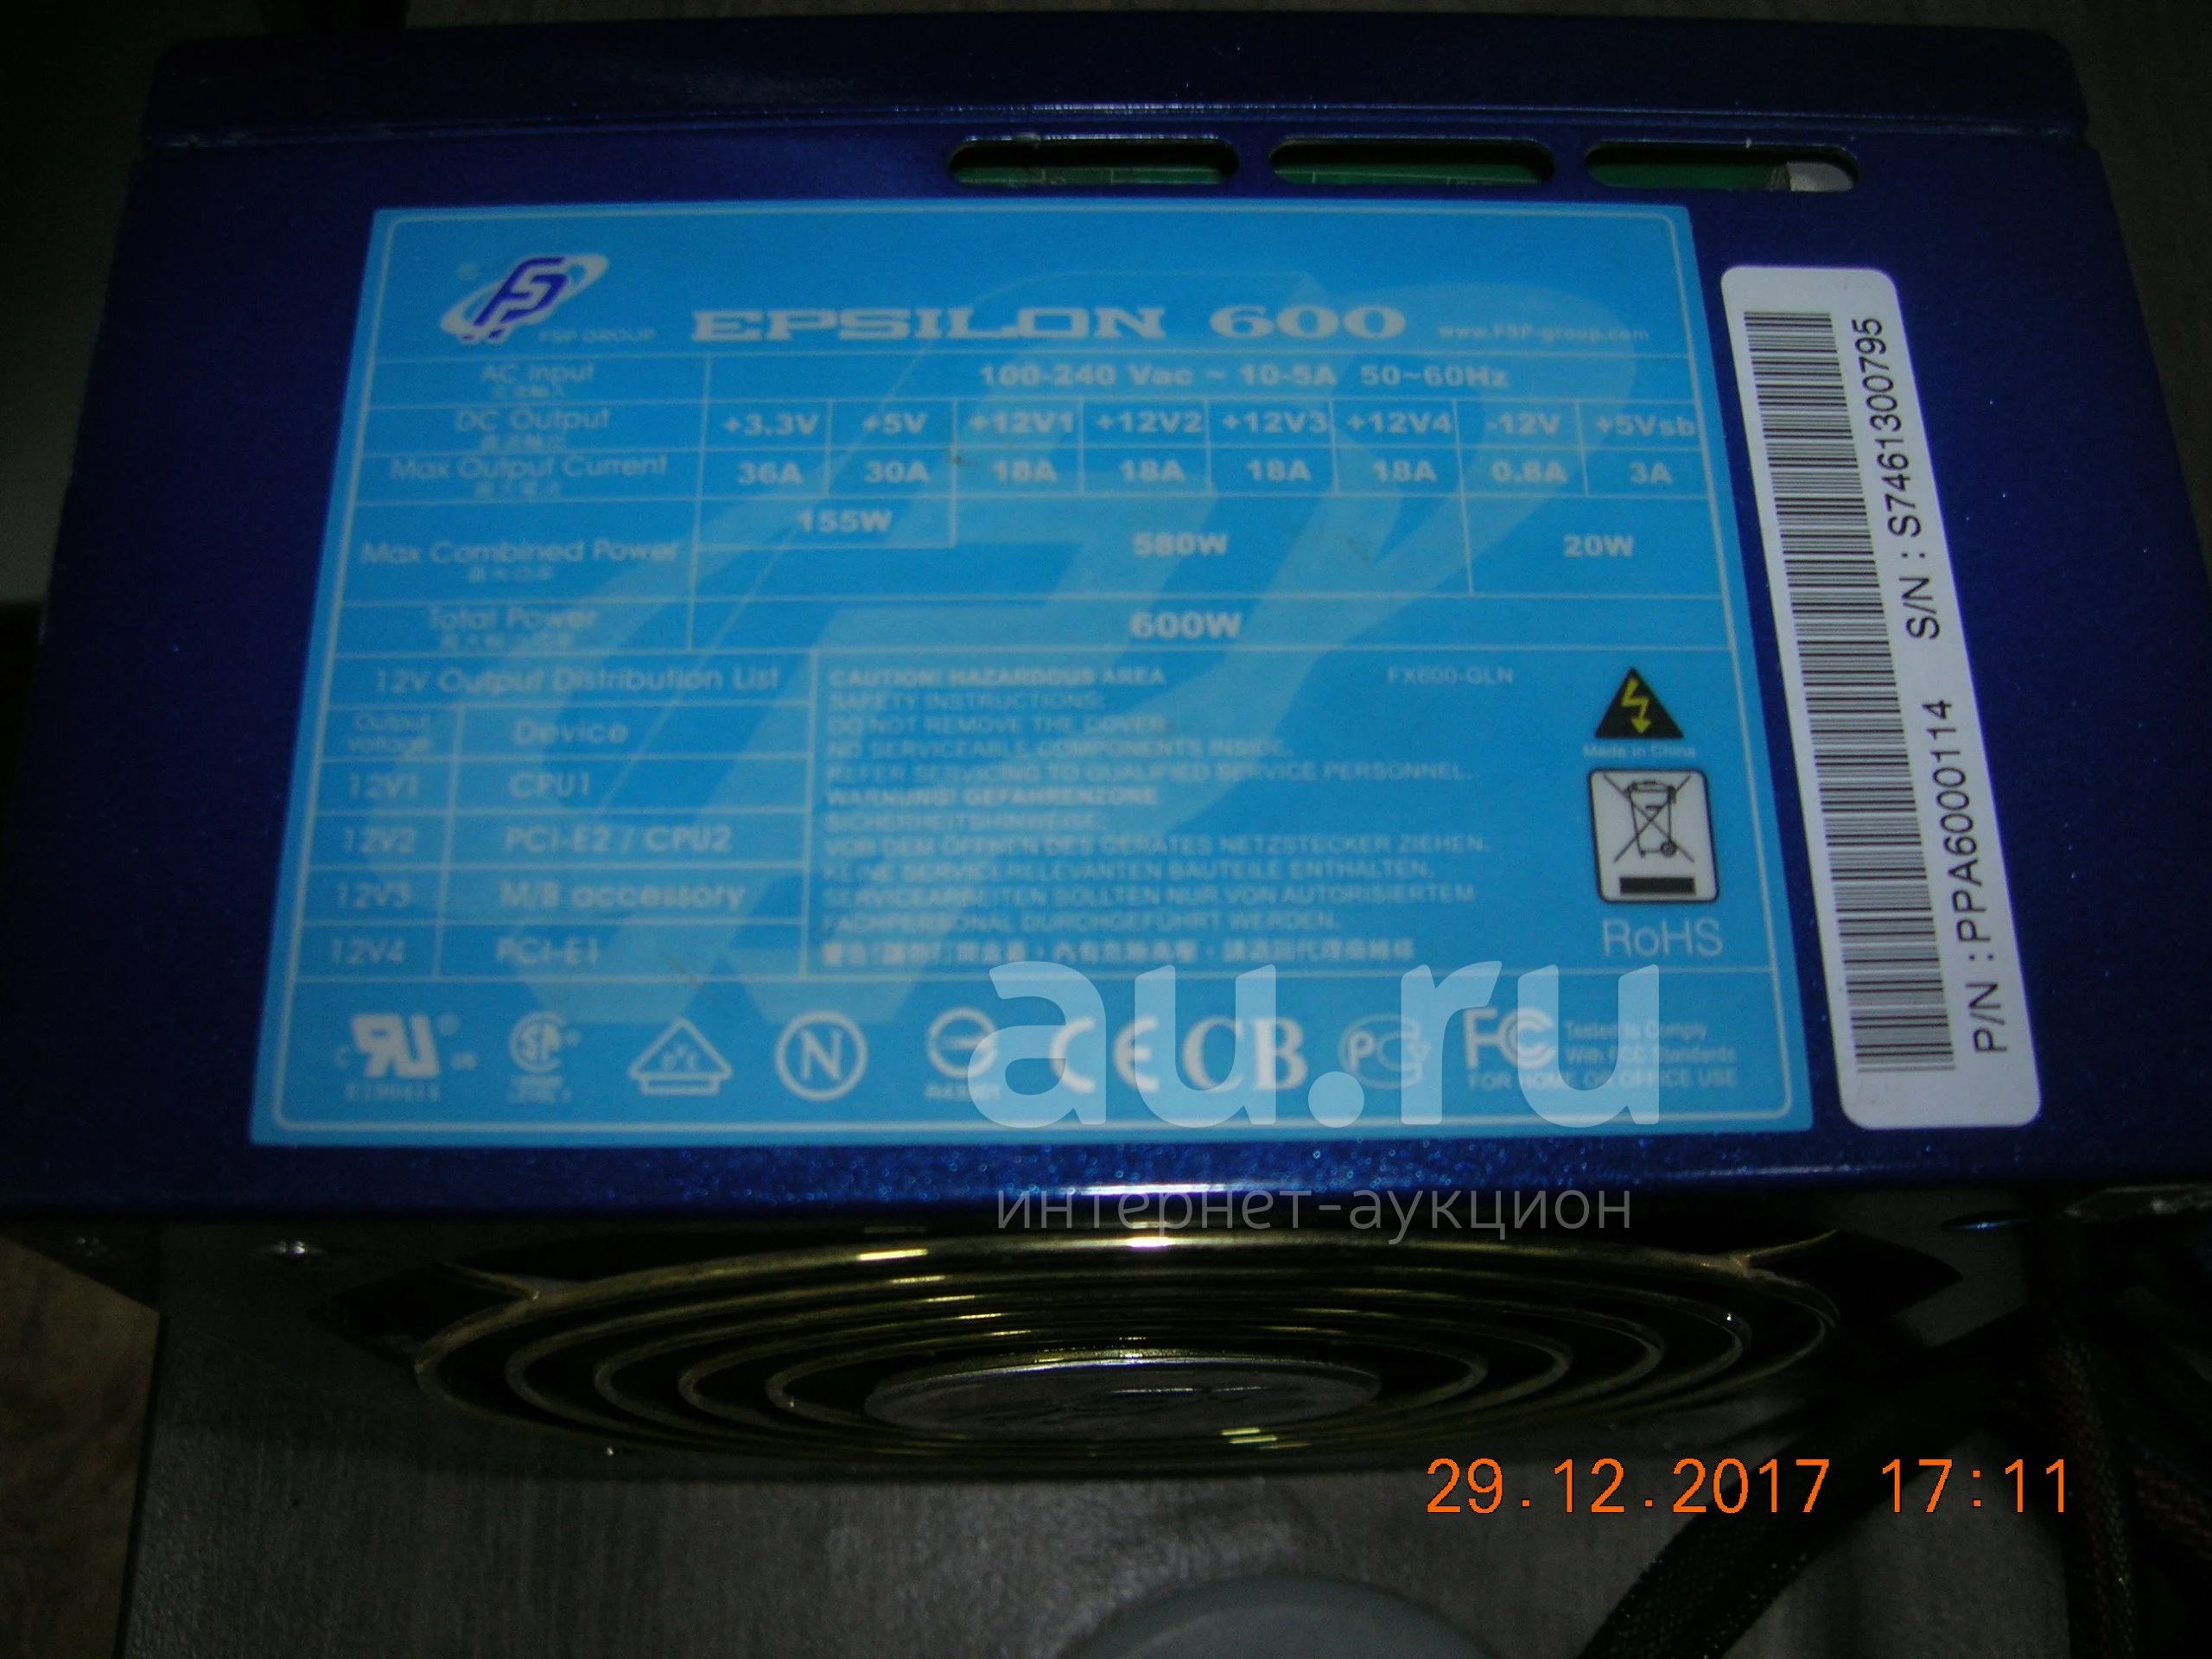 FSP GROUP
EPSILON 600 www.FSP-group.com
AC Input 100-240 Vac ~ 10-5A 50~60Hz
DC Output +3.3V +5V +12V1 +12V2 +12V3 +12V4 -12V +5Vsb
Max Output Current 36A 30A 18A 18A 18A 18A 0.8A 3A
155W
Max Combined Power 580W 20W
Total Power 600W
12V Output Distribution List
Output Voltage Device
12V1 CPU1
12V2 PCI-E2 / CPU2
12V3 M/B accessory
12V4 PCI-E1
CAUTION! HAZARDOUS AREA FX600-GLN
SAFETY INSTRUCTIONS:
DO NOT REMOVE THE COVER
NO SERVICEABLE COMPONENTS INSIDE.
REFER SERVICING TO QUALIFIED SERVICE PERSONNEL.
WARNUNG! GEFAHRENZONE
SICHERHEITSHINWEISE:
VOR DEM ÖFFNEN DES GERÄTES NETZSTECKER ZIEHEN.
KEINE SERVICERELEVANTEN BAUTEILE ENTHALTEN.
SERVICEARBEITEN SOLLTEN NUR VON AUTORISIERTEM
FACHPERSONAL DURCHGEFÜHRT WERDEN.
Made in China
RoHS
N CE CB FC Tested to Comply
With FCC Standards
FOR HOME OR OFFICE USE
P/N : PPA6000114 S/N : S7461300795
au.ru
интернет-аукцион
29.12.2017 17:11